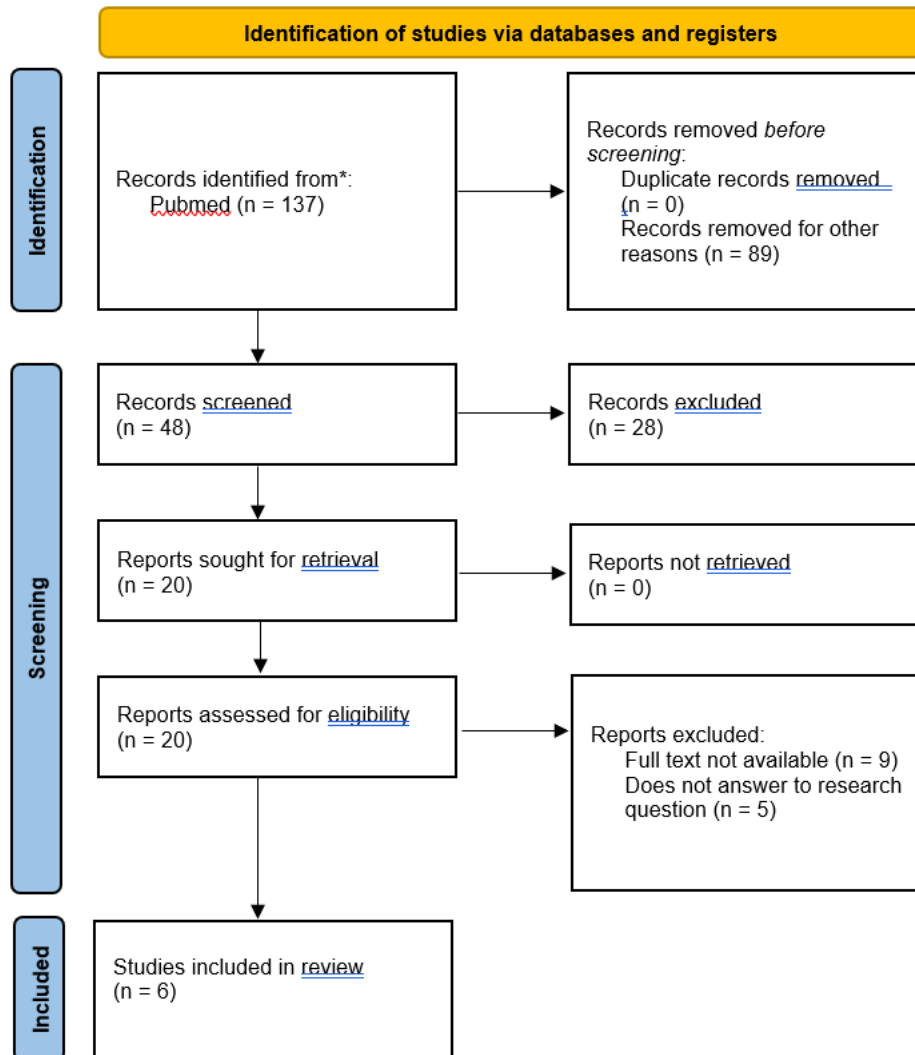 Identification of studies via databases and registers
Identification
Records identified from*:
Pubmed (n = 137)
Records removed before
screening:
Duplicate records removed
(n = 0)
Records removed for other
reasons (n = 89)
Screening
Records screened
(n = 48)
Records excluded
(n = 28)
Reports sought for retrieval
(n = 20)
Reports not retrieved
(n = 0)
Reports assessed for eligibility
(n = 20)
Reports excluded:
Full text not available (n = 9)
Does not answer to research
question (n = 5)
Included
Studies included in review
(n = 6)